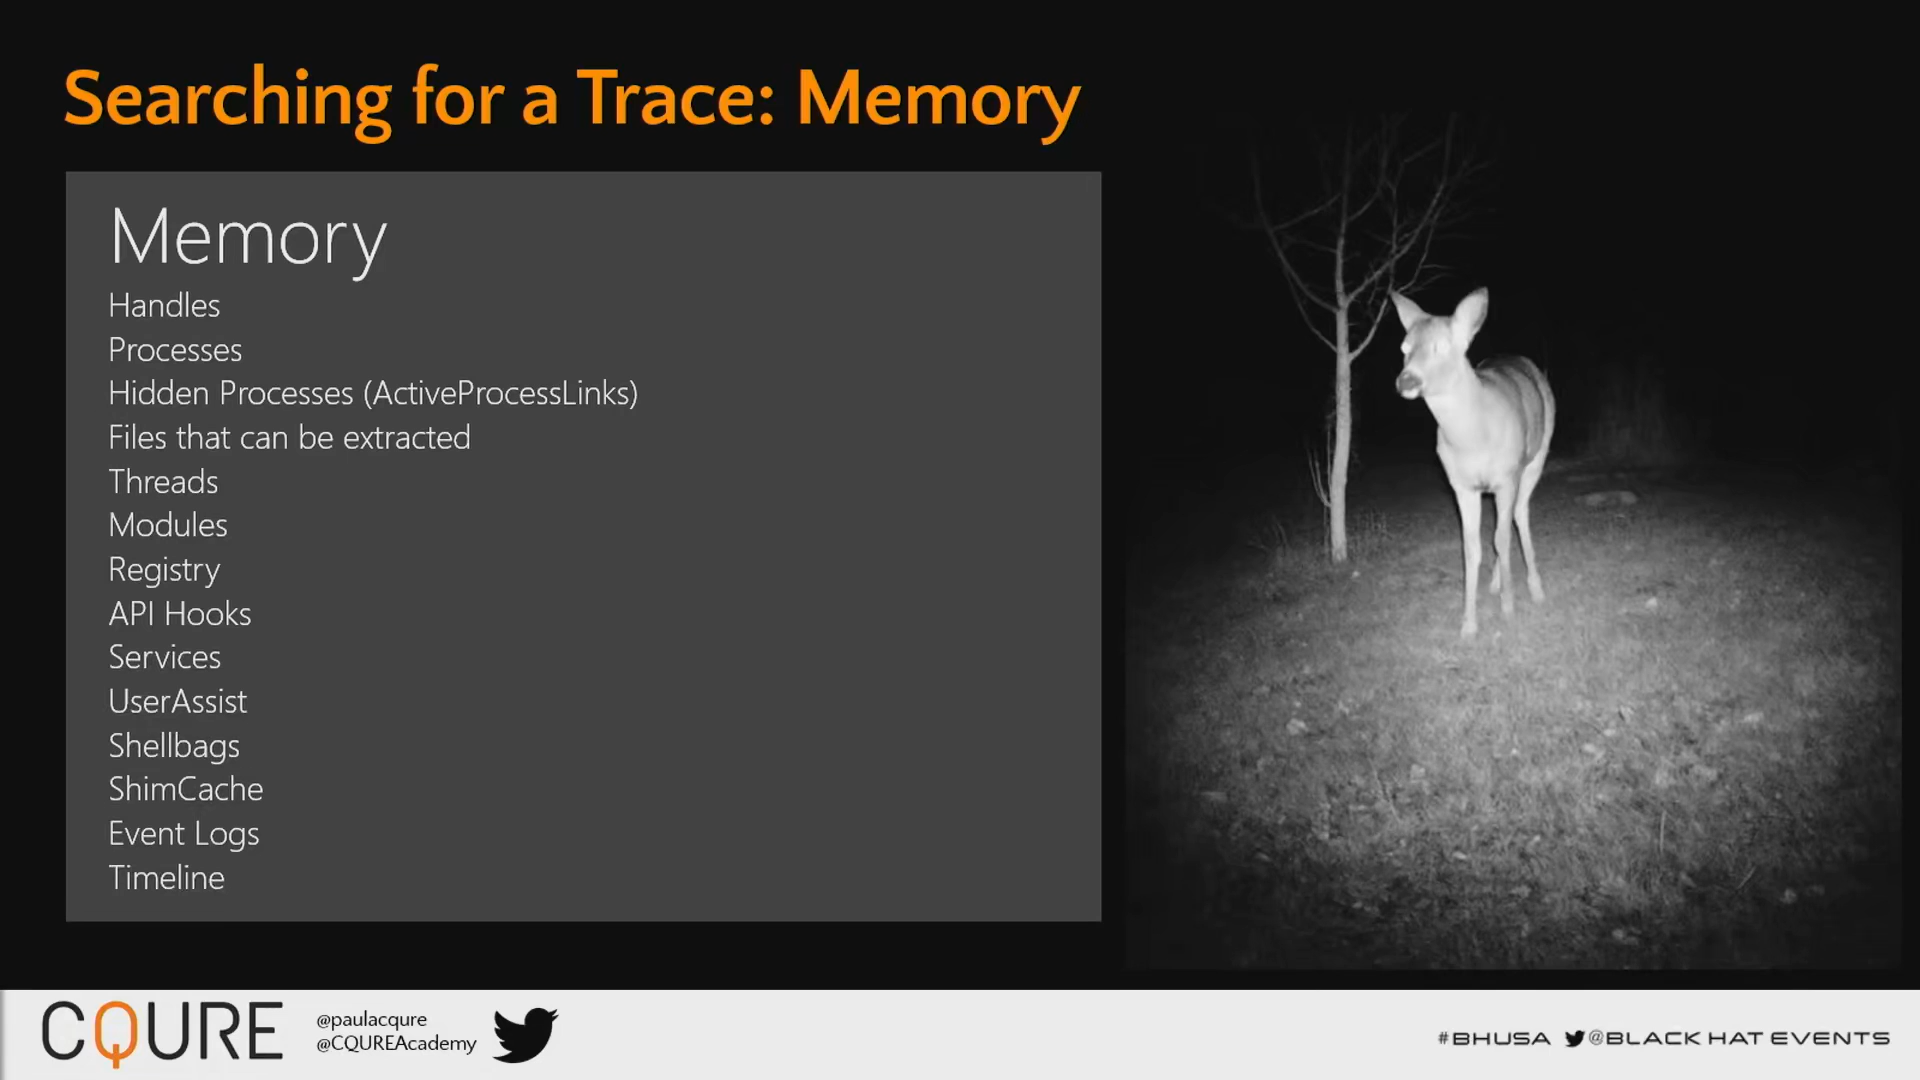 Searching for a Trace: Memory
Memory
Handles
Processes
Hidden Processes (ActiveProcessLinks)
Files that can be extracted
Threads
Modules
Registry
API Hooks
Services
UserAssist
Shellbags
ShimCache
Event Logs
Timeline
CQURE
@paulacqure
@CQUREAcademy
#BHUSA @BLACK HAT EVENTS